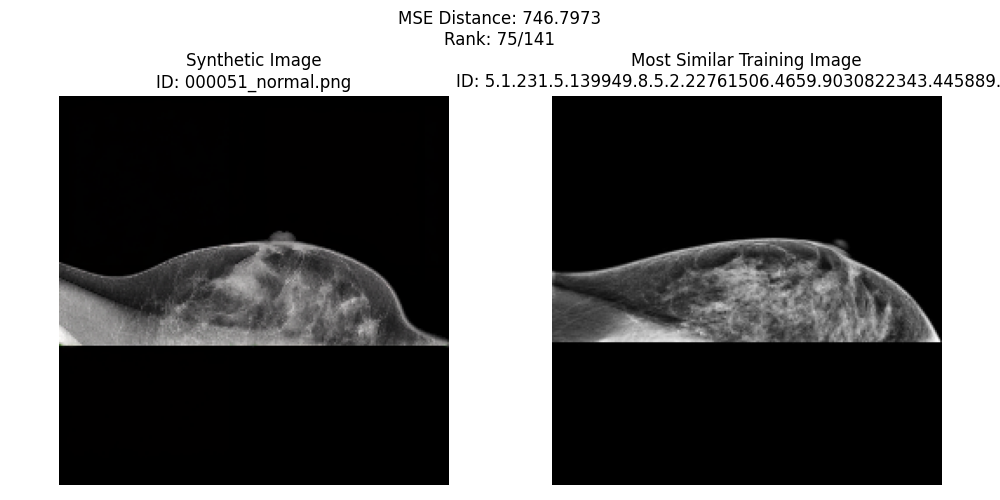 MSE Distance: 746.7973
Rank: 75/141
Synthetic Image
ID: 000051_normal.png
Most Similar Training Image
ID: 5.1.231.5.139949.8.5.2.22761506.4659.9030822343.445889.